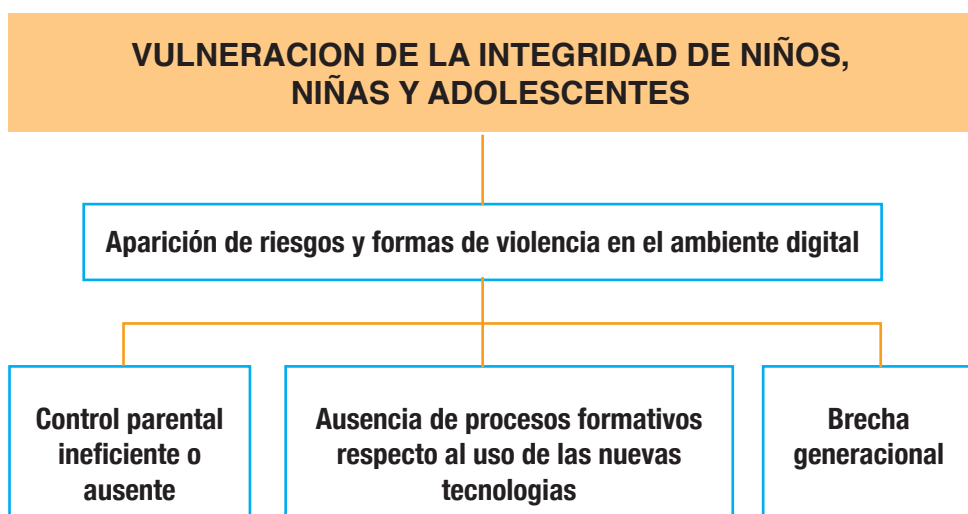 VULNERACION DE LA INTEGRIDAD DE NIÑOS,
NIÑAS Y ADOLESCENTES
Aparición de riesgos y formas de violencia en el ambiente digital
Control parental
ineficiente o
ausente
Ausencia de procesos formativos
respecto al uso de las nuevas
tecnologias
Brecha
generacional